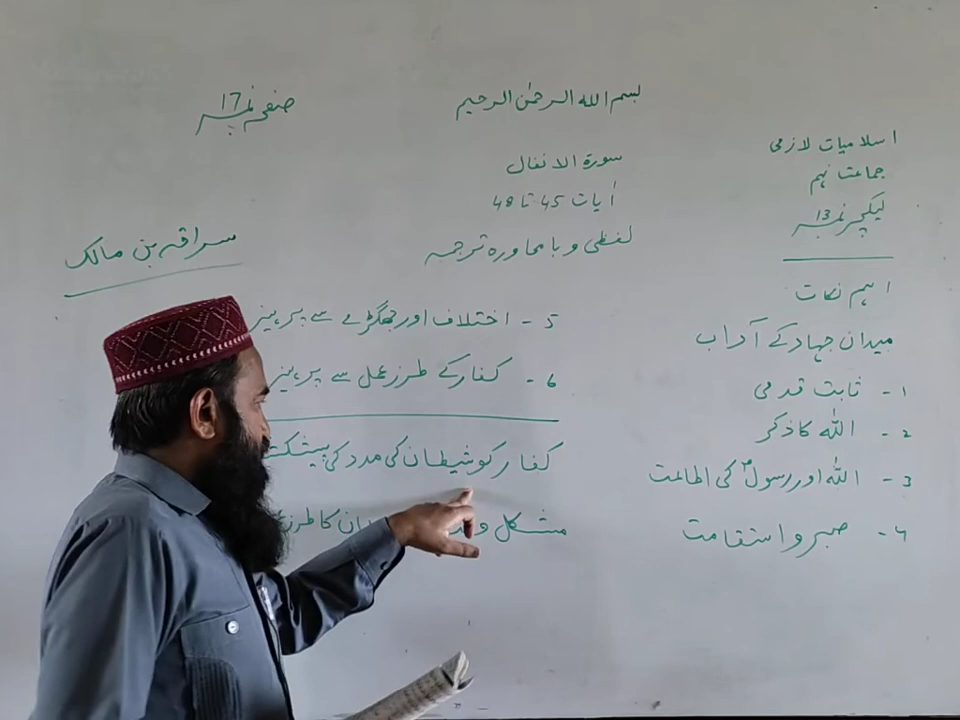 بسم اللہ الرحمٰن الرحیم
صفحہ نمبر 17
اسلامیات لازمی
جماعت نہم
لیکچر نمبر 13
سورۃ الانفال
آیات 45 تا 48
لفظی و بامحاورہ ترجمہ
سراقہ بن مالک
اہم نکات
میدان جہاد کے آداب
1 - ثابت قدمی
2 - اللہ کا ذکر
3 - اللہ اور رسولؐ کی اطاعت
4 - صبر و استقامت
5 - اختلاف اور جھگڑے سے پرہیز
6 - کفار کے طرز عمل سے پرہیز
کفار کو شیطان کی مدد کی پیشکش
مشکل و کا طرز